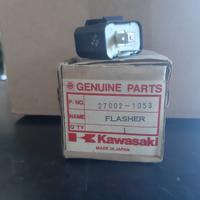 GENUINE PARTS
P. NO. 27002-1053
NAME FLASHER
Q'TY 1
Kawasaki
MADE IN JAPAN